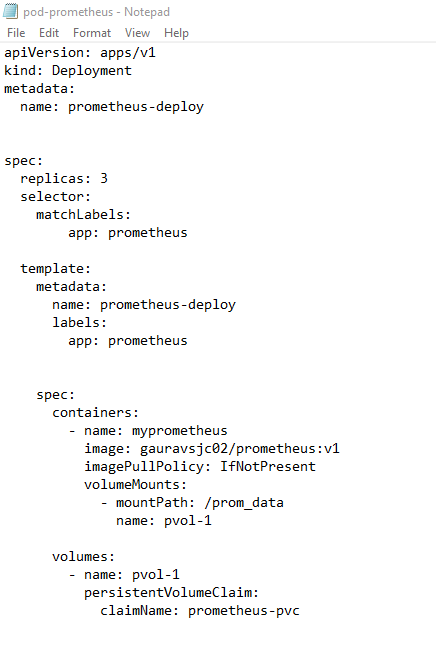 pod-prometheus - Notepad
File Edit Format View Help
apiVersion: apps/v1
kind: Deployment
metadata:
  name: prometheus-deploy
spec:
  replicas: 3
  selector:
    matchLabels:
        app: prometheus
  template:
    metadata:
      name: prometheus-deploy
      labels:
        app: prometheus
    spec:
      containers:
        - name: myprometheus
          image: gauravsjc02/prometheus:v1
          imagePullPolicy: IfNotPresent
          volumeMounts:
            - mountPath: /prom_data
              name: pvol-1
      volumes:
        - name: pvol-1
          persistentVolumeClaim:
            claimName: prometheus-pvc